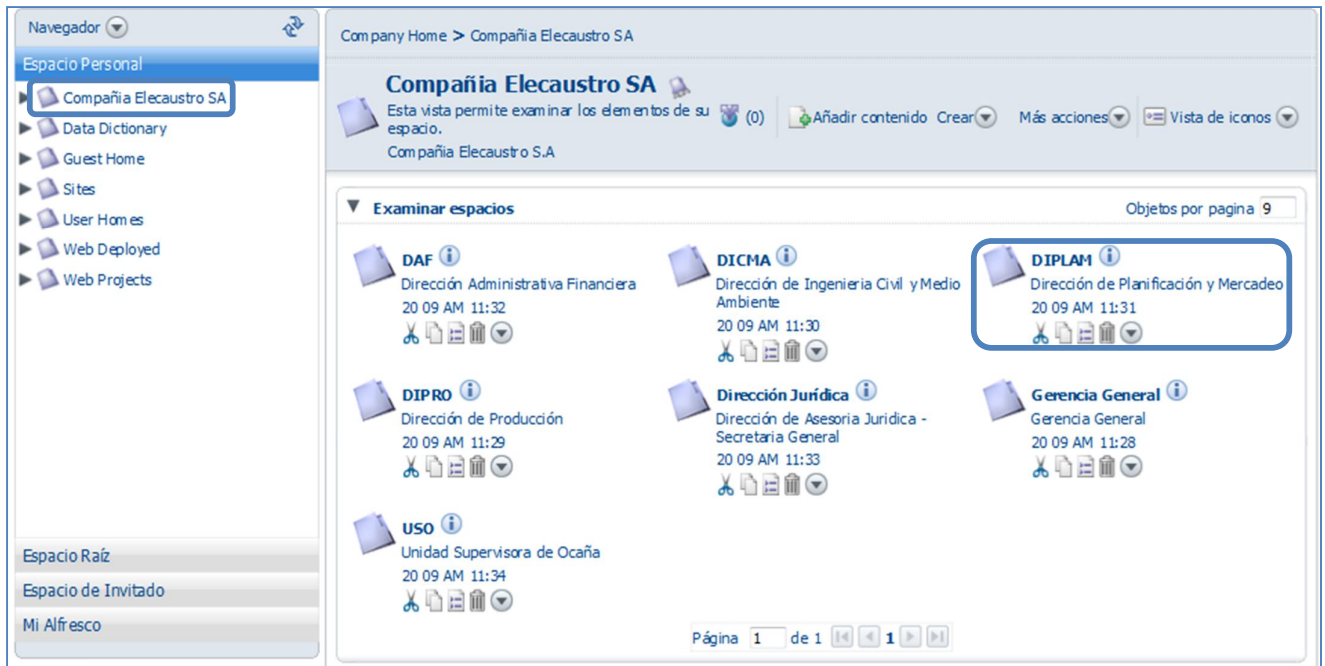 Navegador
Espacio Personal
Compañia Elecaustro SA
Data Dictionary
Guest Home
Sites
User Homes
Web Deployed
Web Projects
Espacio Raíz
Espacio de Invitado
Mi Alfresco
Company Home > Compañia Elecaustro SA
Compañia Elecaustro SA
Esta vista permite examinar los elementos de su
espacio.
Compañia Elecaustro S.A
(0) Añadir contenido Crear Más acciones Vista de iconos
Examinar espacios Objetos por pagina 9
DAF
Dirección Administrativa Financiera
20 09 AM 11:32
DICMA
Dirección de Ingenieria Civil y Medio
Ambiente
20 09 AM 11:30
DIPLAM
Dirección de Planificación y Mercadeo
20 09 AM 11:31
DIPRO
Dirección de Producción
20 09 AM 11:29
Dirección Jurídica
Dirección de Asesoria Juridica -
Secretaria General
20 09 AM 11:33
Gerencia General
Gerencia General
20 09 AM 11:28
USO
Unidad Supervisora de Ocaña
20 09 AM 11:34
Página 1 de 1 1